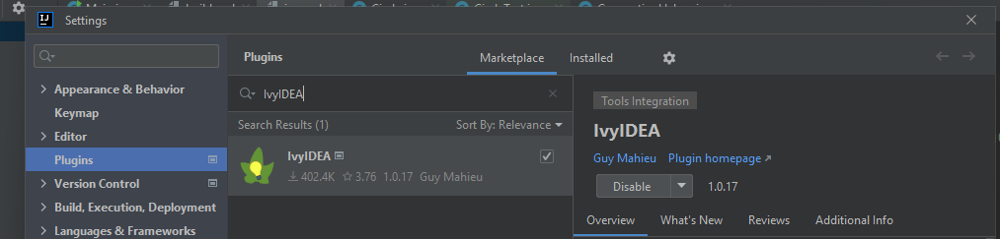 Settings
Plugins
Marketplace
Installed
Appearance & Behavior
Keymap
Editor
Plugins
Version Control
Build, Execution, Deployment
Languages & Frameworks
IvyIDEA
Search Results (1)
Sort By: Relevance
IvyIDEA
402.4K 3.76 1.0.17 Guy Mahieu
Tools Integration
IvyIDEA
Guy Mahieu Plugin homepage ↗
Disable 1.0.17
Overview What's New Reviews Additional Info